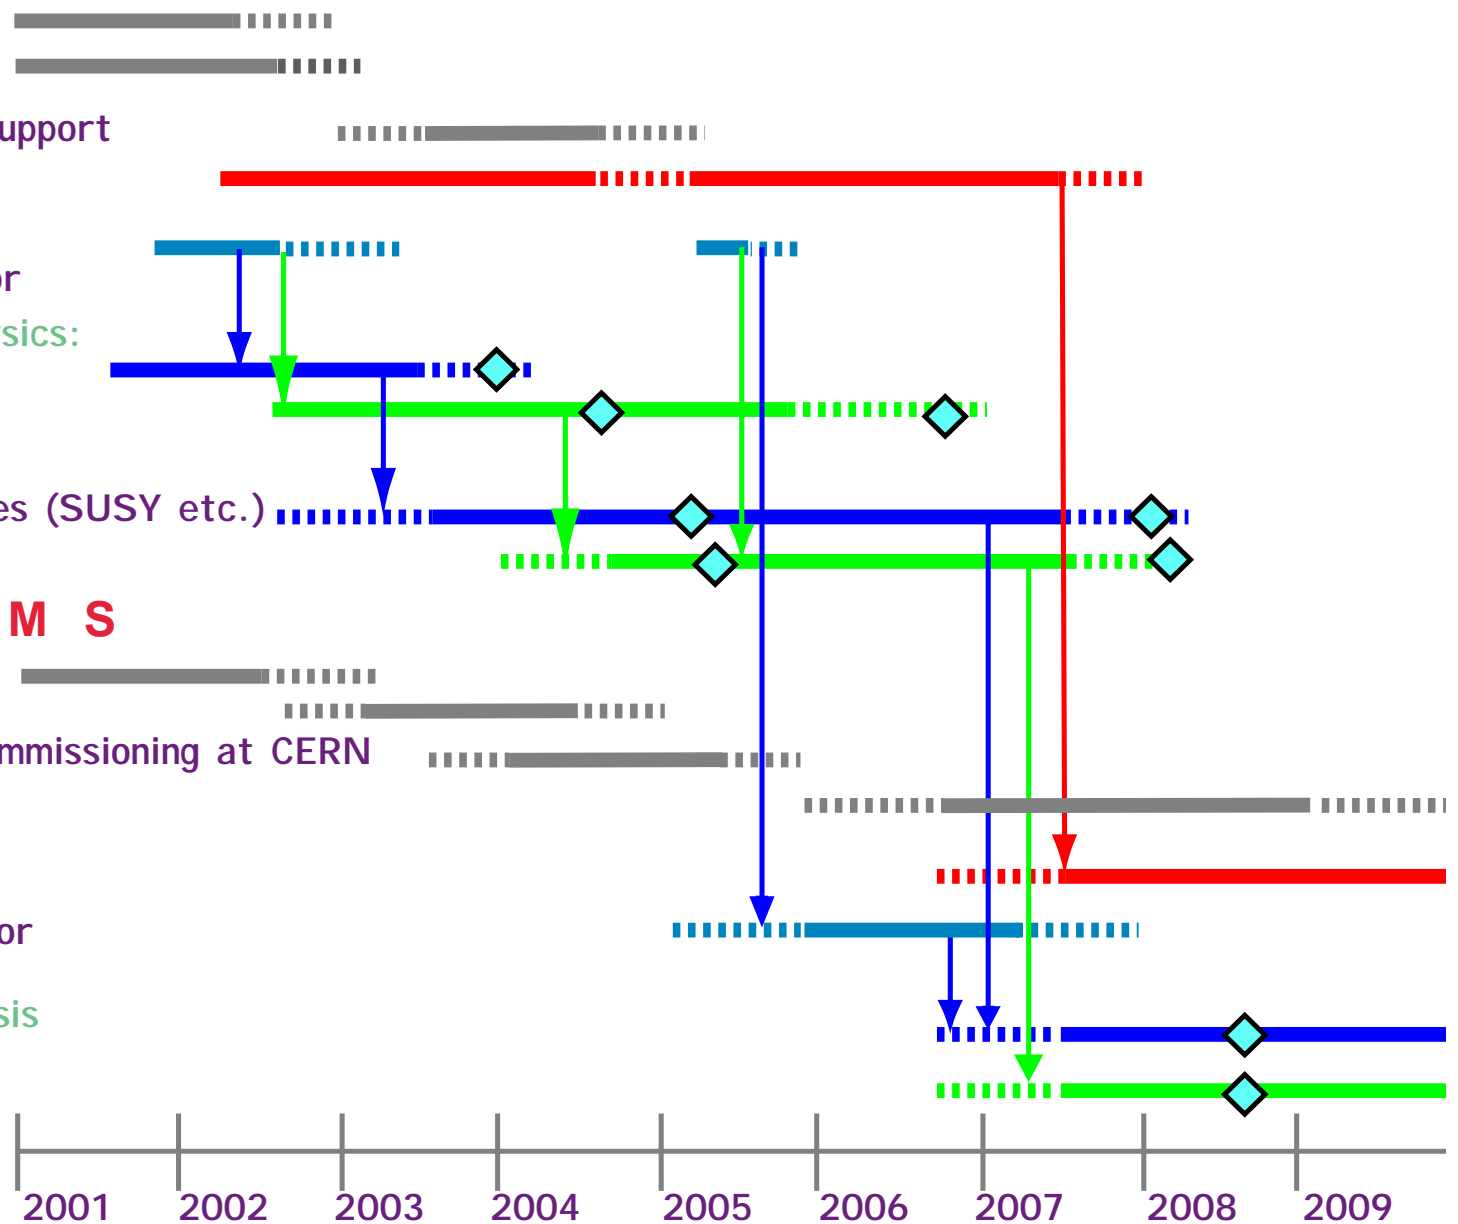 upport
or
sics:
es (SUSY etc.)
M S
mmissioning at CERN
or
sis
2001 2002 2003 2004 2005 2006 2007 2008 2009